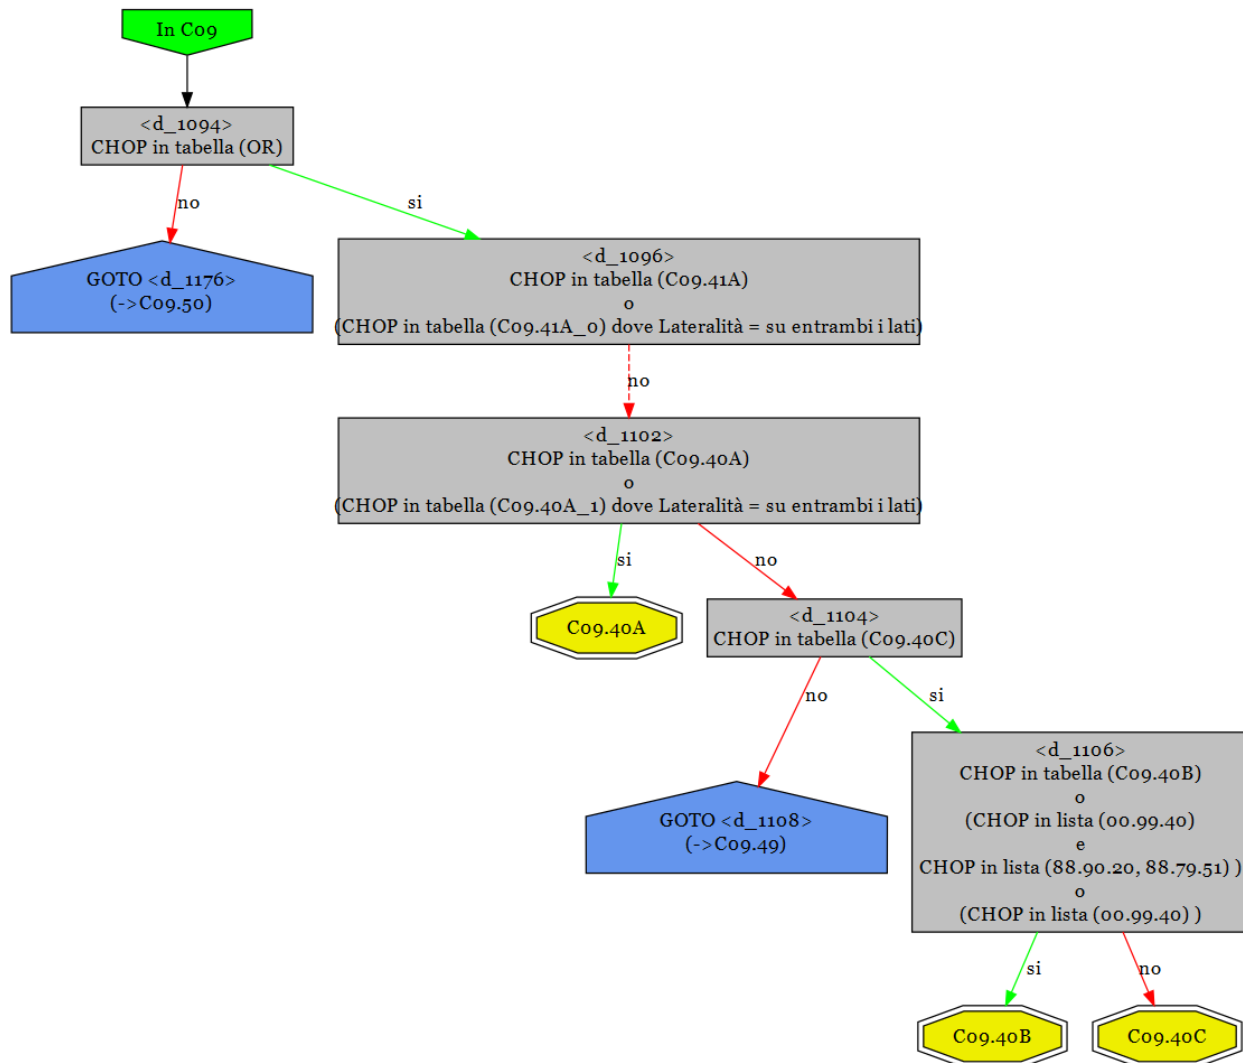 In C09
<d_1094>
CHOP in tabella (OR)
no
si
GOTO <d_1176>
(->C09.50)
<d_1096>
CHOP in tabella (C09.41A)
o
(CHOP in tabella (C09.41A_0) dove Lateralità = su entrambi i lati)
no
<d_1102>
CHOP in tabella (C09.40A)
o
(CHOP in tabella (C09.40A_1) dove Lateralità = su entrambi i lati)
si
no
C09.40A
<d_1104>
CHOP in tabella (C09.40C)
no
si
GOTO <d_1108>
(->C09.49)
<d_1106>
CHOP in tabella (C09.40B)
o
(CHOP in lista (00.99.40)
e
CHOP in lista (88.90.20, 88.79.51) )
o
(CHOP in lista (00.99.40) )
si
no
C09.40B
C09.40C